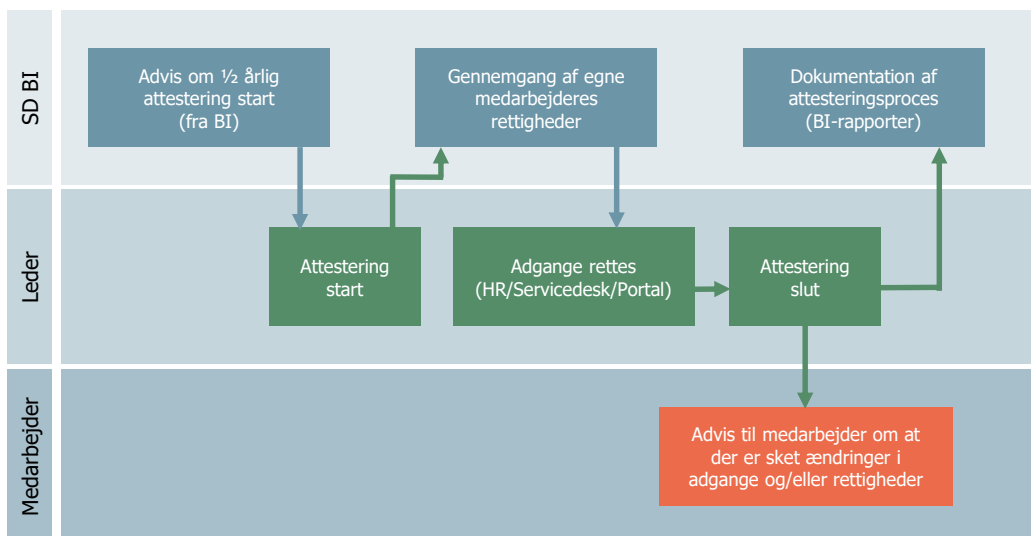 SD BI
Advis om ½ årlig
attestering start
(fra BI)
Gennemgang af egne
medarbejderes
rettigheder
Dokumentation af
attesteringsproces
(BI-rapporter)
Leder
Attestering
start
Adgange rettes
(HR/Servicedesk/Portal)
Attestering
slut
Medarbejder
Advis til medarbejder om at
der er sket ændringer i
adgange og/eller rettigheder